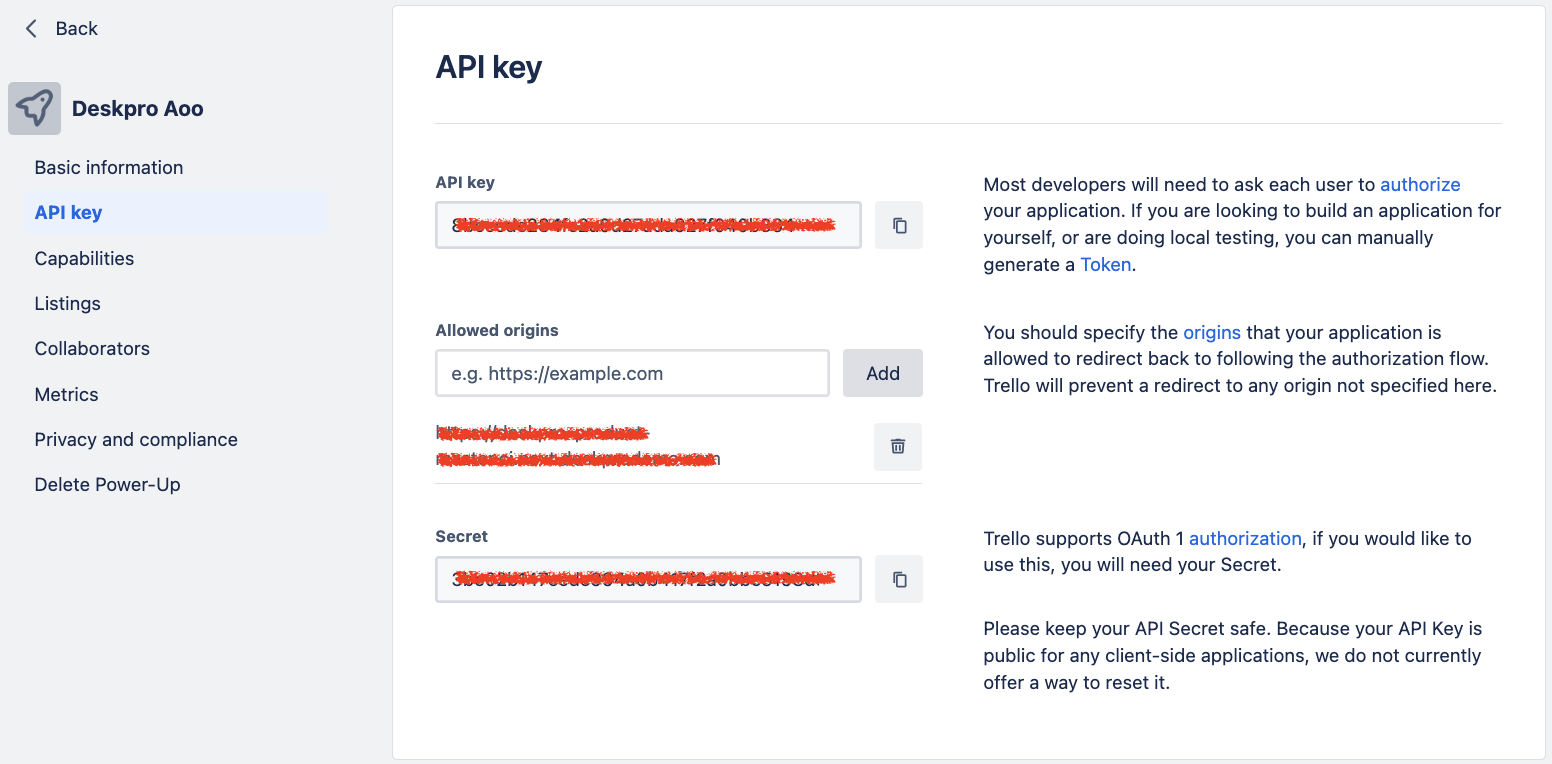 Back
Deskpro Aoo
Basic information
API key
Capabilities
Listings
Collaborators
Metrics
Privacy and compliance
Delete Power-Up
API key
API key
Most developers will need to ask each user to authorize
your application. If you are looking to build an application for
yourself, or are doing local testing, you can manually
generate a Token.
Allowed origins
e.g. https://example.com
Add
You should specify the origins that your application is
allowed to redirect back to following the authorization flow.
Trello will prevent a redirect to any origin not specified here.
Secret
Trello supports OAuth 1 authorization, if you would like to
use this, you will need your Secret.
Please keep your API Secret safe. Because your API Key is
public for any client-side applications, we do not currently
offer a way to reset it.